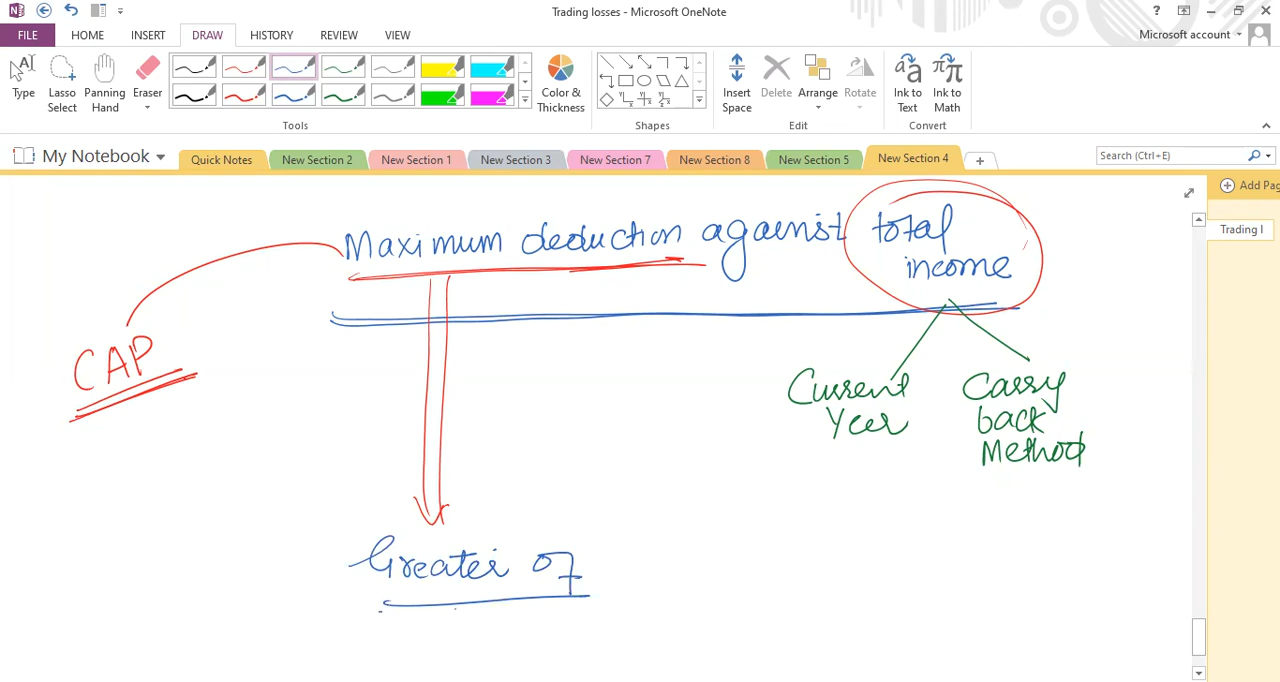 Trading losses - Microsoft OneNote
?
FILE HOME INSERT DRAW HISTORY REVIEW VIEW
Microsoft account
Type
Lasso Select
Panning Hand
Eraser
Color & Thickness
Insert Space
Delete
Arrange
Rotate
Ink to Text
Ink to Math
Tools
Shapes
Edit
Convert
My Notebook
Quick Notes
New Section 2
New Section 1
New Section 3
New Section 7
New Section 8
New Section 5
New Section 4
Search (Ctrl+E)
Add Pag
Trading l
Maximum deduction against total
income
CAP
Current
Year
Carry
back
Method
Greater of